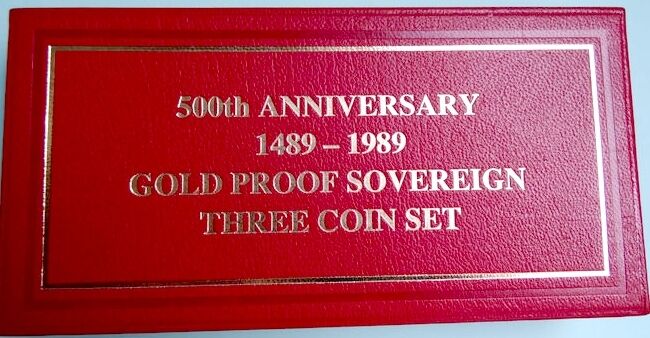 500th ANNIVERSARY
1489 – 1989
GOLD PROOF SOVEREIGN
THREE COIN SET